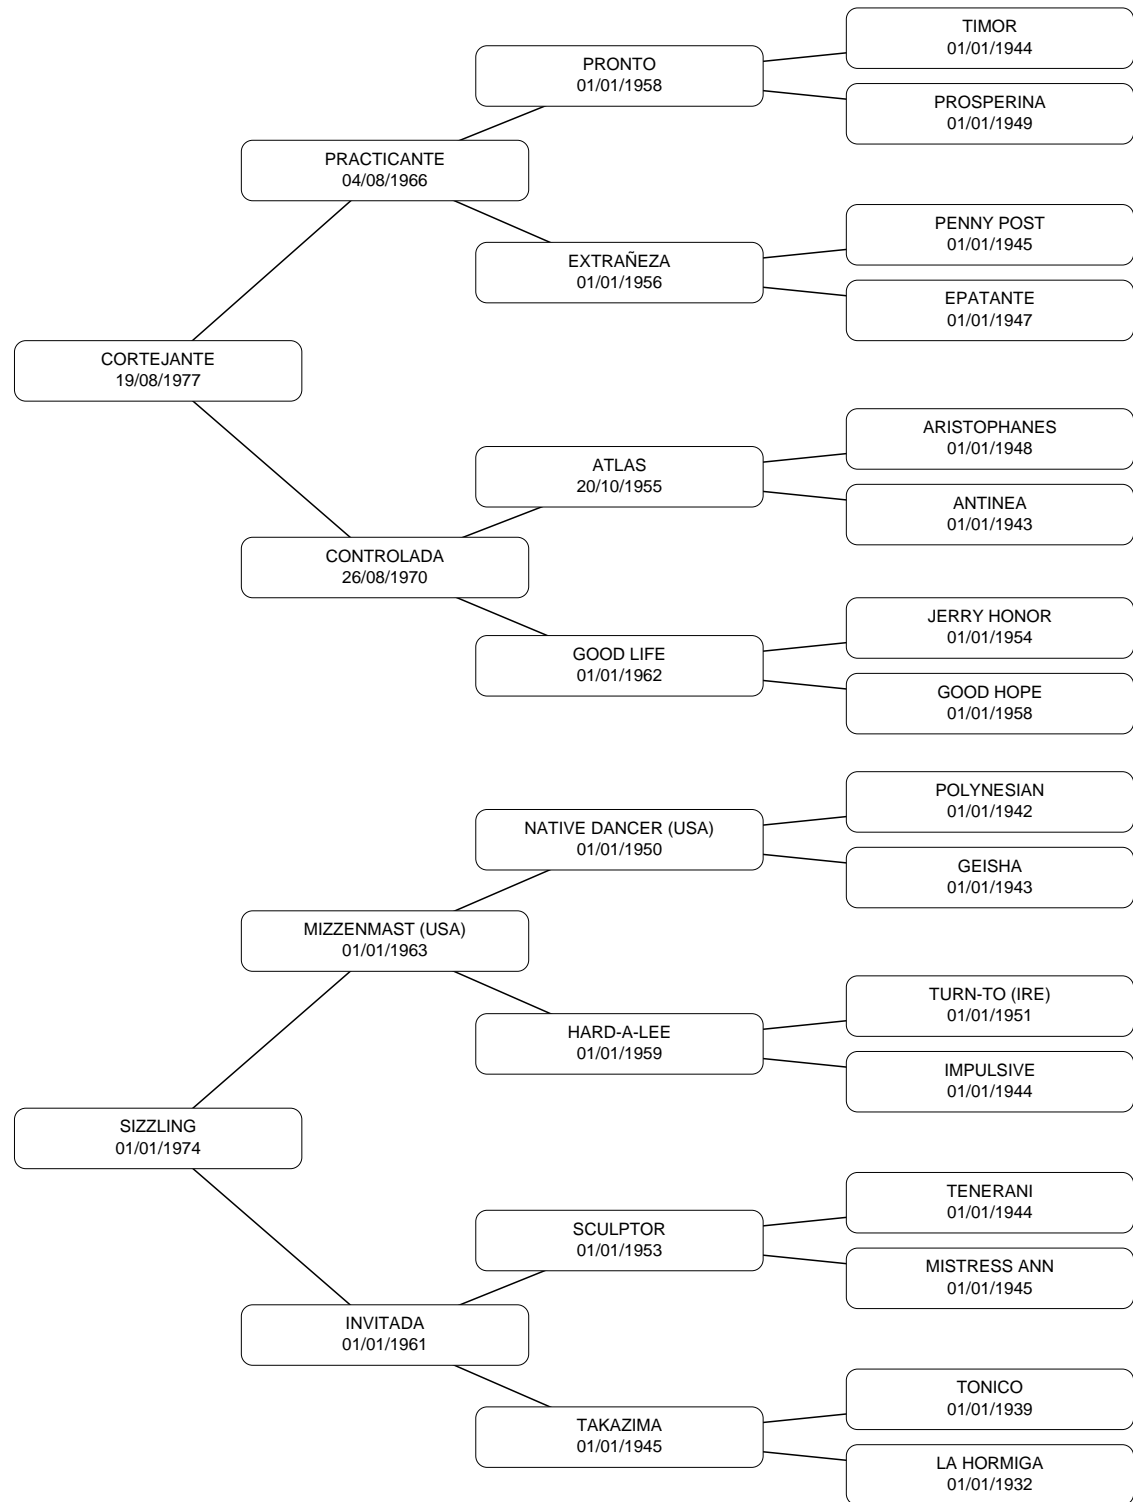 TIMOR
01/01/1944
PRONTO
01/01/1958
PROSPERINA
01/01/1949
PRACTICANTE
04/08/1966
PENNY POST
01/01/1945
EXTRAÑEZA
01/01/1956
EPATANTE
01/01/1947
CORTEJANTE
19/08/1977
ARISTOPHANES
01/01/1948
ATLAS
20/10/1955
ANTINEA
01/01/1943
CONTROLADA
26/08/1970
JERRY HONOR
01/01/1954
GOOD LIFE
01/01/1962
GOOD HOPE
01/01/1958
POLYNESIAN
01/01/1942
NATIVE DANCER (USA)
01/01/1950
GEISHA
01/01/1943
MIZZENMAST (USA)
01/01/1963
TURN-TO (IRE)
01/01/1951
HARD-A-LEE
01/01/1959
IMPULSIVE
01/01/1944
SIZZLING
01/01/1974
TENERANI
01/01/1944
SCULPTOR
01/01/1953
MISTRESS ANN
01/01/1945
INVITADA
01/01/1961
TONICO
01/01/1939
TAKAZIMA
01/01/1945
LA HORMIGA
01/01/1932